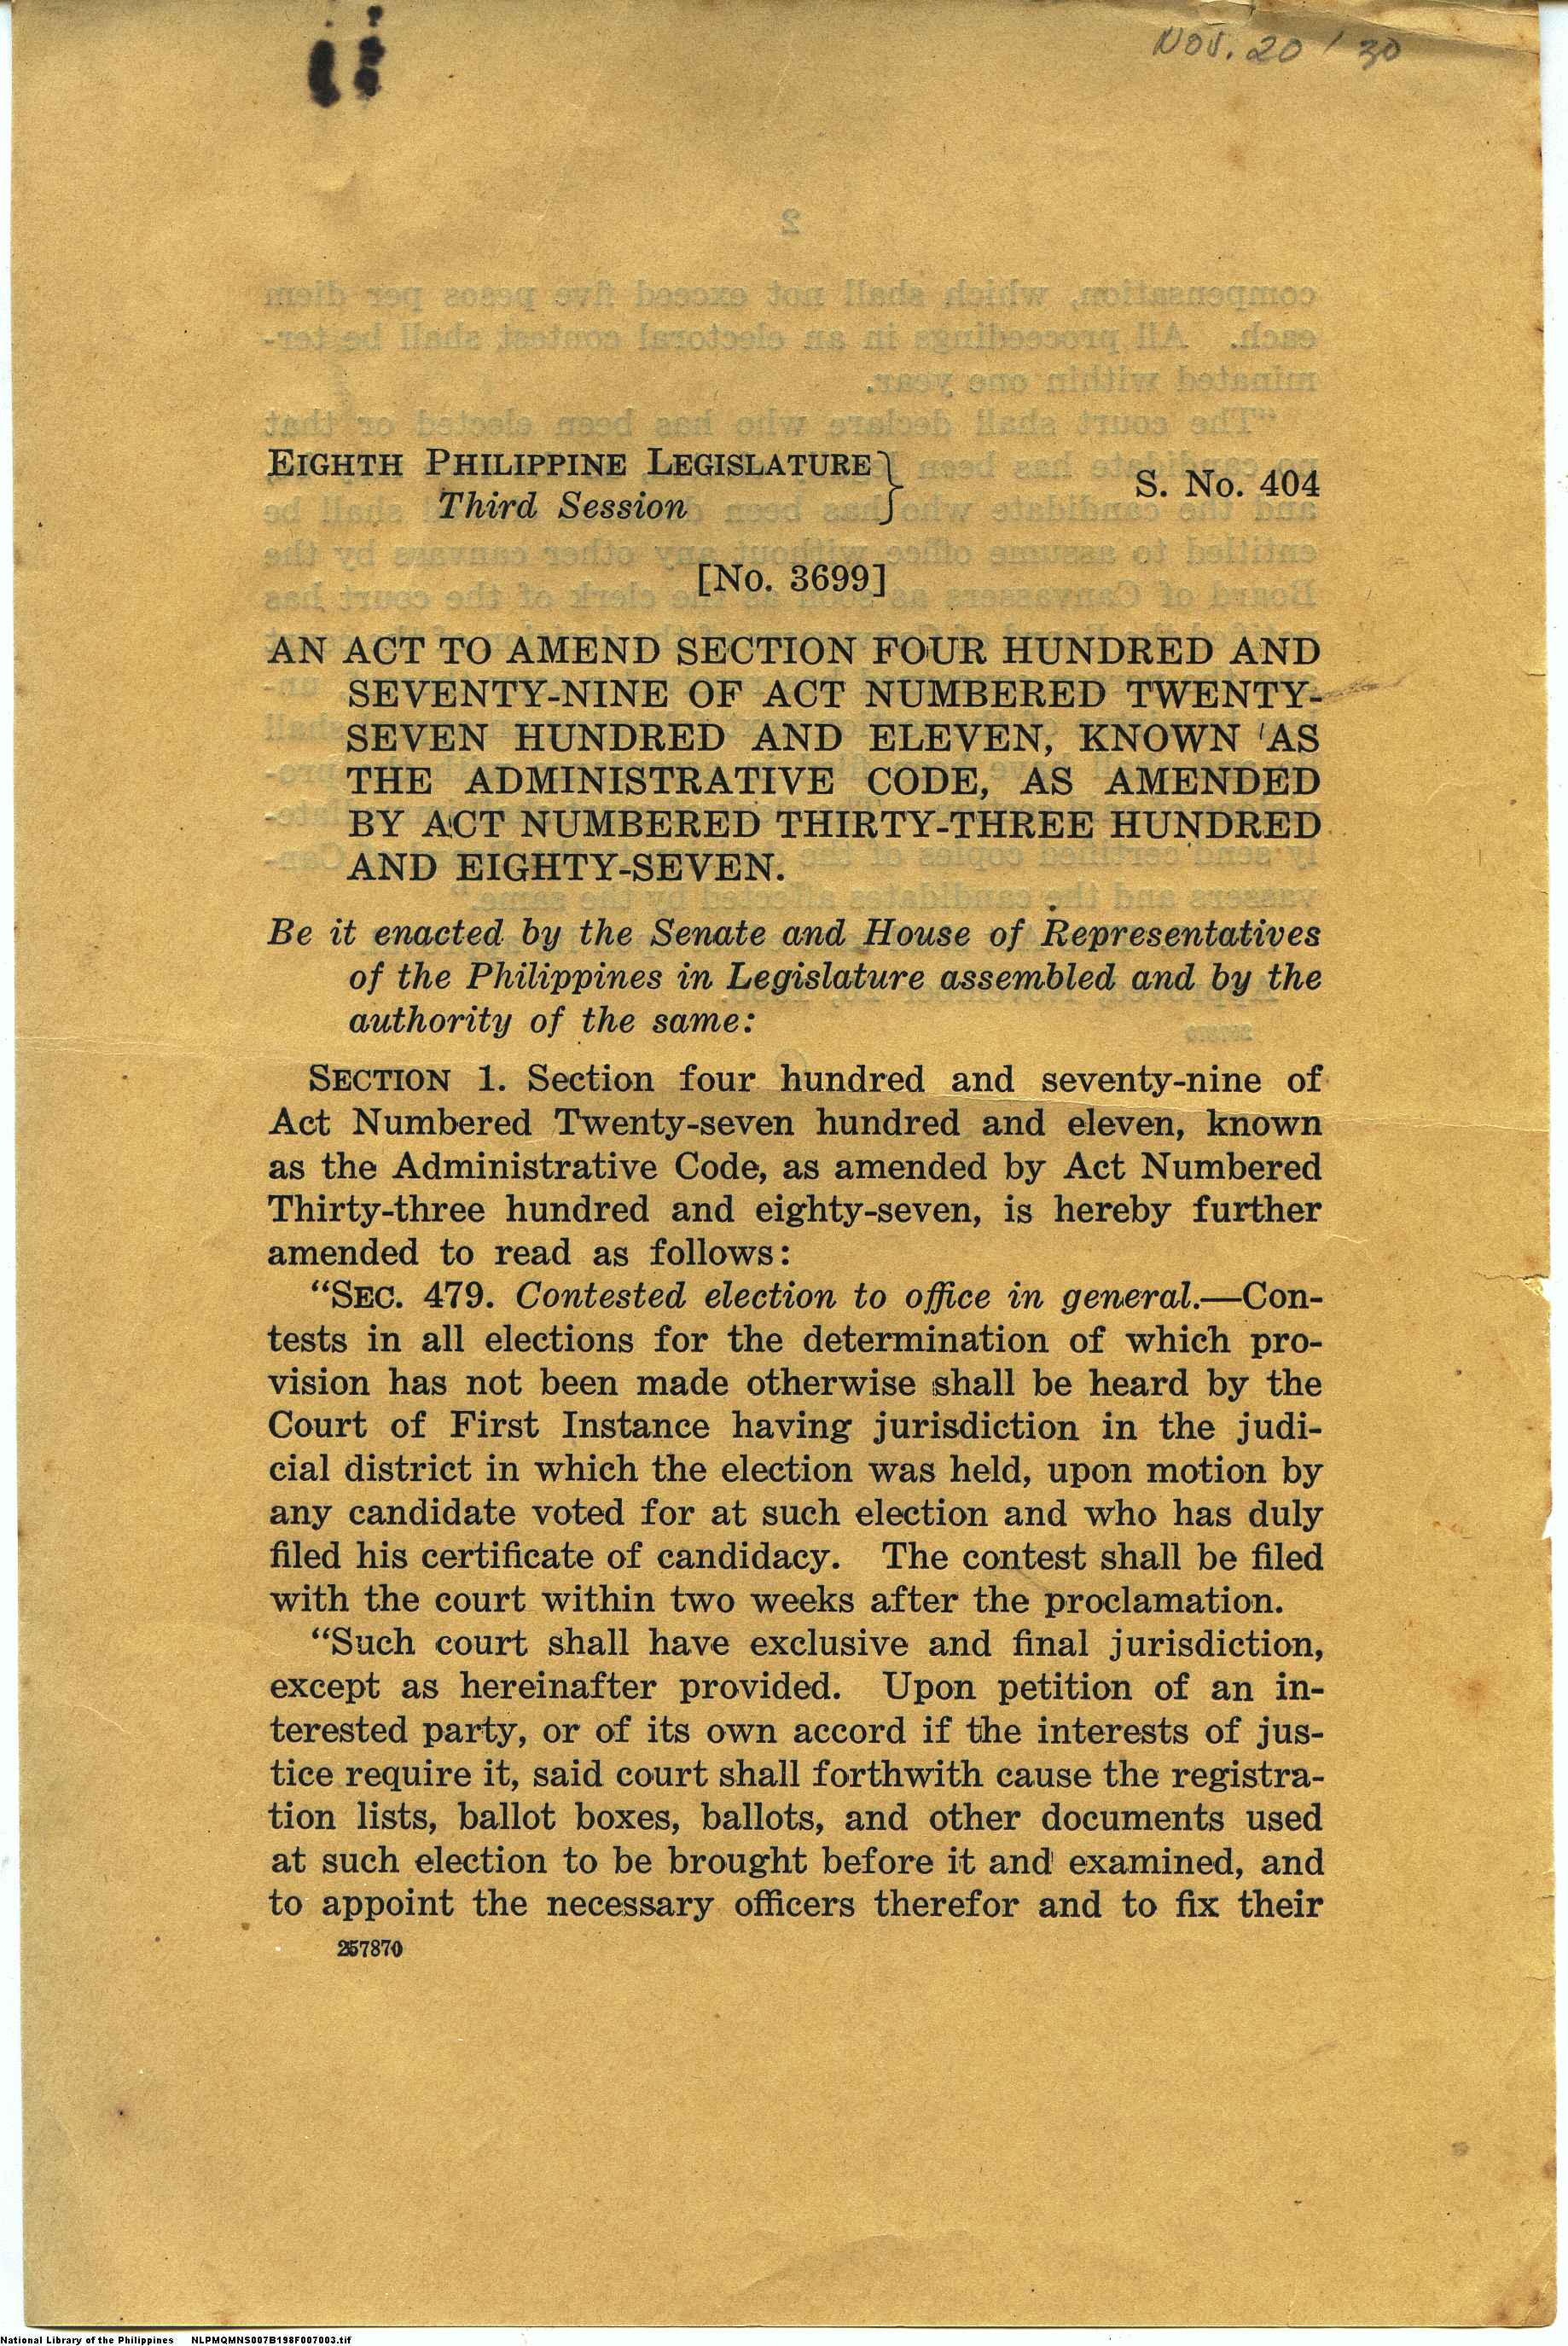 Nov. 20 / 30
EIGHTH PHILIPPINE LEGISLATURE
Third Session
S. No. 404
[No. 3699]
AN ACT TO AMEND SECTION FOUR HUNDRED AND
SEVENTY-NINE OF ACT NUMBERED TWENTY-
SEVEN HUNDRED AND ELEVEN, KNOWN AS
THE ADMINISTRATIVE CODE, AS AMENDED
BY ACT NUMBERED THIRTY-THREE HUNDRED
AND EIGHTY-SEVEN.
Be it enacted by the Senate and House of Representatives
of the Philippines in Legislature assembled and by the
authority of the same:
SECTION 1. Section four hundred and seventy-nine of
Act Numbered Twenty-seven hundred and eleven, known
as the Administrative Code, as amended by Act Numbered
Thirty-three hundred and eighty-seven, is hereby further
amended to read as follows:
“SEC. 479. Contested election to office in general.—Con-
tests in all elections for the determination of which pro-
vision has not been made otherwise shall be heard by the
Court of First Instance having jurisdiction in the judi-
cial district in which the election was held, upon motion by
any candidate voted for at such election and who has duly
filed his certificate of candidacy. The contest shall be filed
with the court within two weeks after the proclamation.
“Such court shall have exclusive and final jurisdiction,
except as hereinafter provided. Upon petition of an in-
terested party, or of its own accord if the interests of jus-
tice require it, said court shall forthwith cause the registra-
tion lists, ballot boxes, ballots, and other documents used
at such election to be brought before it and examined, and
to appoint the necessary officers therefor and to fix their
257870
National Library of the Philippines NLPMQMNS007B198F007003.tif